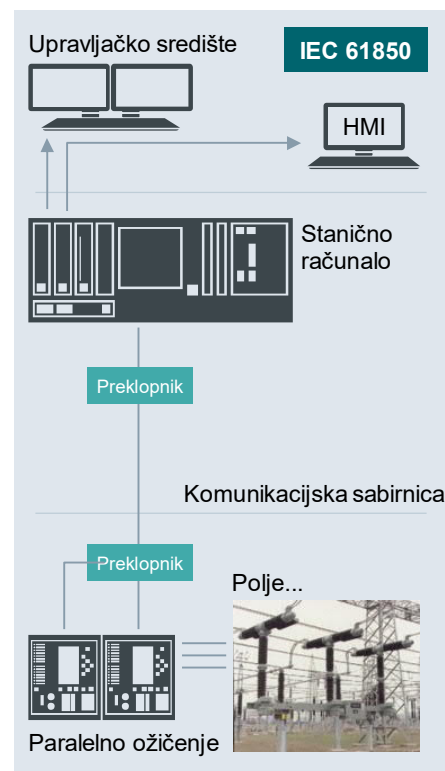 Upravljačko središte
IEC 61850
HMI
Stanično
računalo
Preklopnik
Komunikacijska sabirnica
Preklopnik
Polje...
Paralelno ožičenje